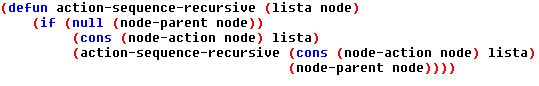 (defun action-sequence-recursive (lista node)
    (if (null (node-parent node))
        (cons (node-action node) lista)
        (action-sequence-recursive (cons (node-action node) lista)
                                   (node-parent node))))